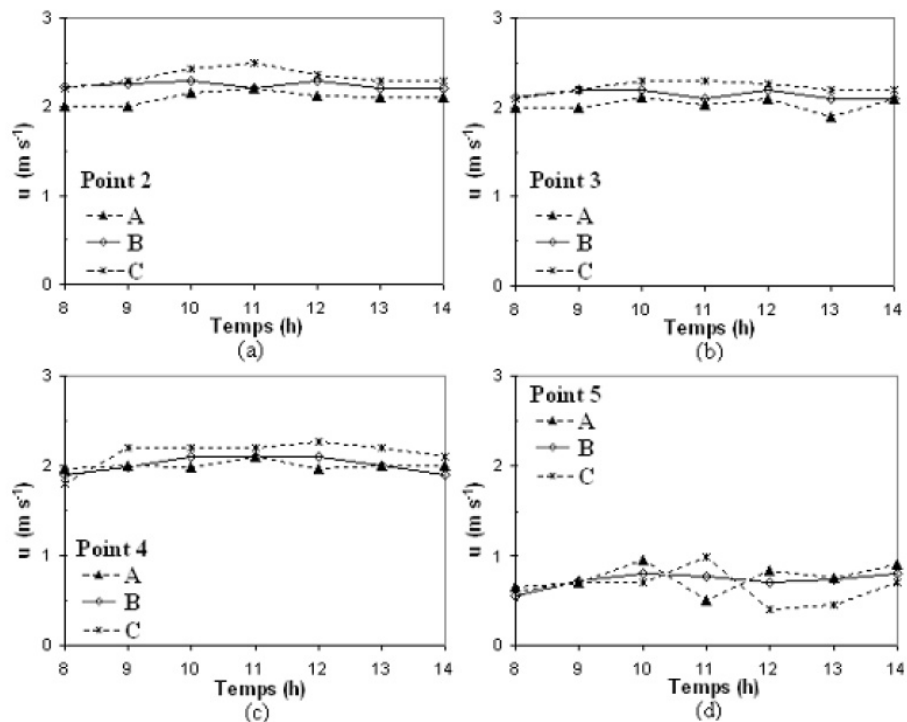 3
2
1
0
u (m s-1)
Point 2
A
B
C
8 9 10 11 12 13 14
Temps (h)
(a)
3
2
1
0
u (m s-1)
Point 3
A
B
C
8 9 10 11 12 13 14
Temps (h)
(b)
3
2
1
0
u (m s-1)
Point 4
A
B
C
8 9 10 11 12 13 14
Temps (h)
(c)
3
2
1
0
u (m s-1)
Point 5
A
B
C
8 9 10 11 12 13 14
Temps (h)
(d)